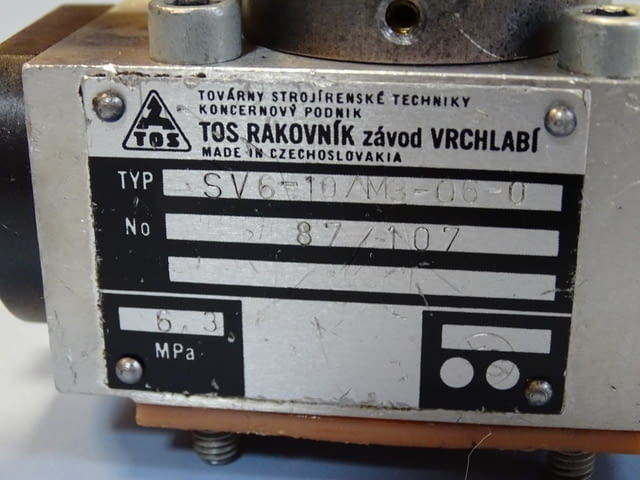 TOVÁRNY STROJÍRENSKÉ TECHNIKY
KONCERNOVÝ PODNIK
TOS RAKOVNÍK závod VRCHLABÍ
MADE IN CZECHOSLOVAKIA
TOS
TYP SV6-10/M3-06-0
No 87/107
6,3
MPa